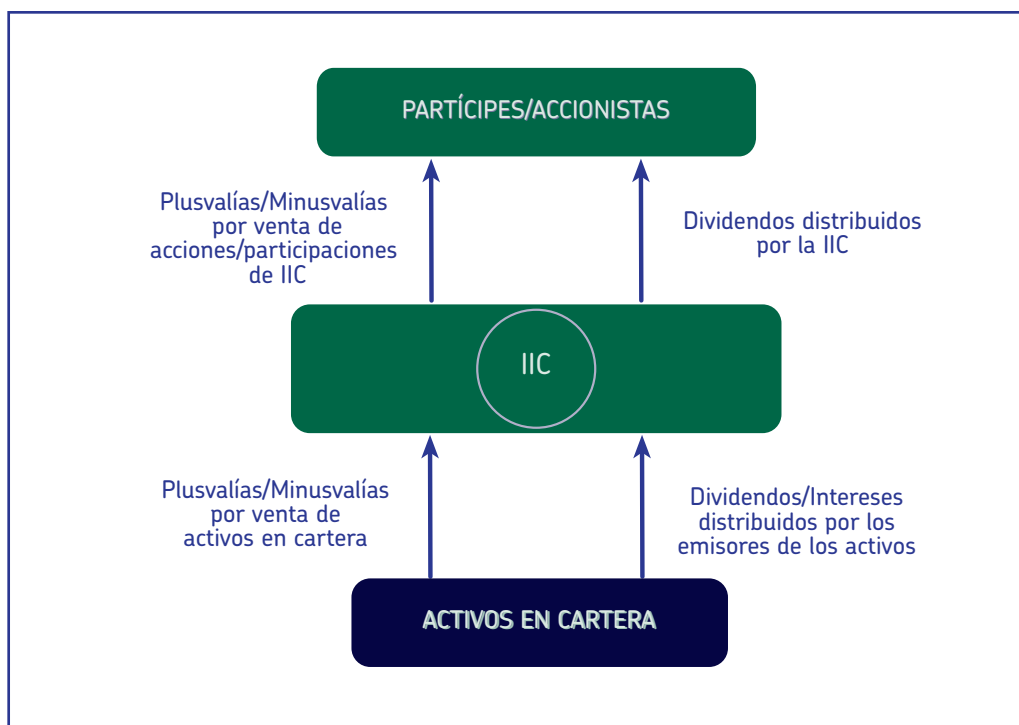 PARTÍCIPES/ACCIONISTAS
Plusvalías/Minusvalías
por venta de
acciones/participaciones
de IIC
Dividendos distribuidos
por la IIC
IIC
Plusvalías/Minusvalías
por venta de
activos en cartera
Dividendos/Intereses
distribuidos por los
emisores de los activos
ACTIVOS EN CARTERA